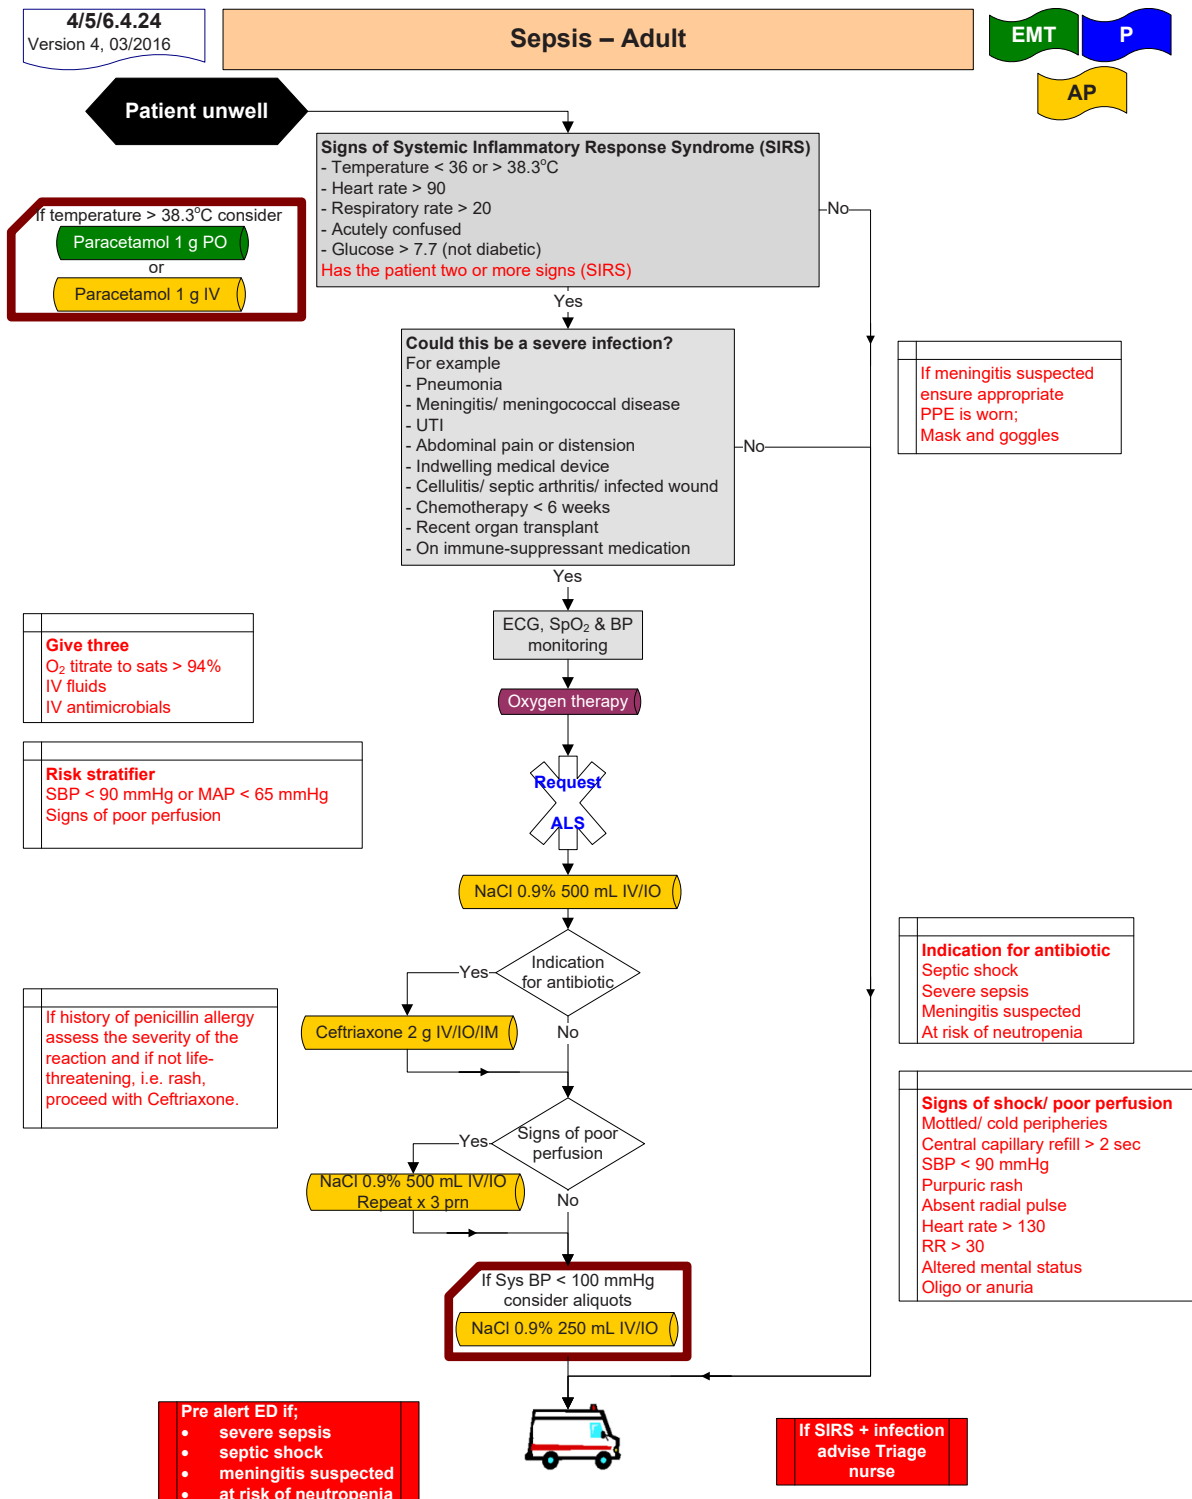 4/5/6.4.24
Version 4, 03/2016
Sepsis – Adult
EMT
P
AP
Patient unwell
Signs of Systemic Inflammatory Response Syndrome (SIRS)
- Temperature < 36 or > 38.3°C
- Heart rate > 90
- Respiratory rate > 20
- Acutely confused
- Glucose > 7.7 (not diabetic)
Has the patient two or more signs (SIRS)
No
If temperature > 38.3°C consider
Paracetamol 1 g PO
or
Paracetamol 1 g IV
Yes
Could this be a severe infection?
For example
- Pneumonia
- Meningitis/ meningococcal disease
- UTI
- Abdominal pain or distension
- Indwelling medical device
- Cellulitis/ septic arthritis/ infected wound
- Chemotherapy < 6 weeks
- Recent organ transplant
- On immune-suppressant medication
No
If meningitis suspected
ensure appropriate
PPE is worn;
Mask and goggles
Yes
ECG, SpO₂ & BP
monitoring
Give three
O₂ titrate to sats > 94%
IV fluids
IV antimicrobials
Oxygen therapy
Risk stratifier
SBP < 90 mmHg or MAP < 65 mmHg
Signs of poor perfusion
Request
ALS
NaCl 0.9% 500 mL IV/IO
Indication
for antibiotic
Yes
No
Ceftriaxone 2 g IV/IO/IM
Indication for antibiotic
Septic shock
Severe sepsis
Meningitis suspected
At risk of neutropenia
If history of penicillin allergy
assess the severity of the
reaction and if not life-
threatening, i.e. rash,
proceed with Ceftriaxone.
Signs of poor
perfusion
Yes
No
NaCl 0.9% 500 mL IV/IO
Repeat x 3 prn
Signs of shock/ poor perfusion
Mottled/ cold peripheries
Central capillary refill > 2 sec
SBP < 90 mmHg
Purpuric rash
Absent radial pulse
Heart rate > 130
RR > 30
Altered mental status
Oligo or anuria
If Sys BP < 100 mmHg
consider aliquots
NaCl 0.9% 250 mL IV/IO
Pre alert ED if;
• severe sepsis
• septic shock
• meningitis suspected
• at risk of neutropenia
If SIRS + infection
advise Triage
nurse